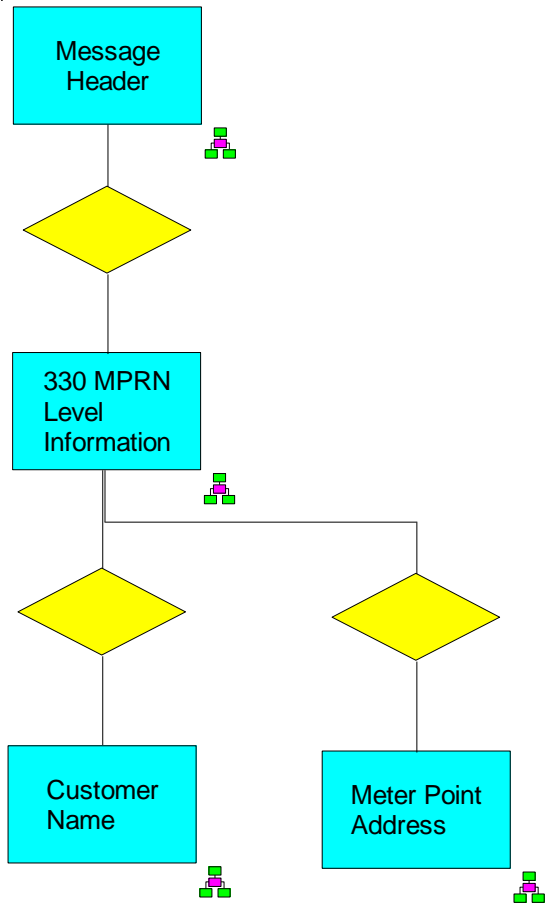 Message
Header
330 MPRN
Level
Information
Customer
Name
Meter Point
Address